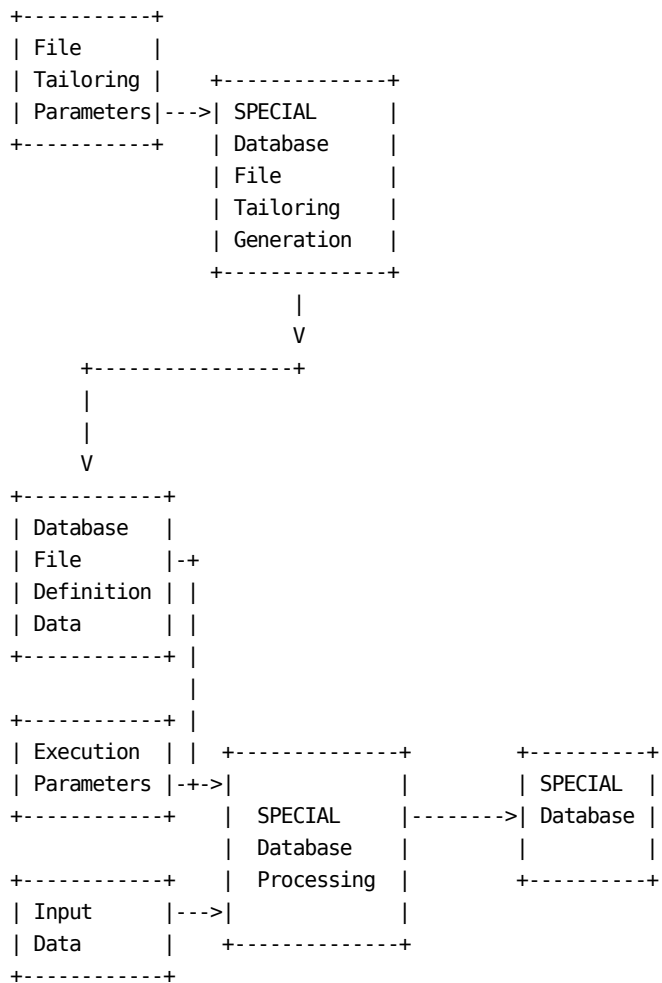 File
Tailoring
Parameters
SPECIAL
Database
File
Tailoring
Generation
V
V
Database
File
Definition
Data
Execution
Parameters
SPECIAL
Database
Processing
SPECIAL
Database
Input
Data